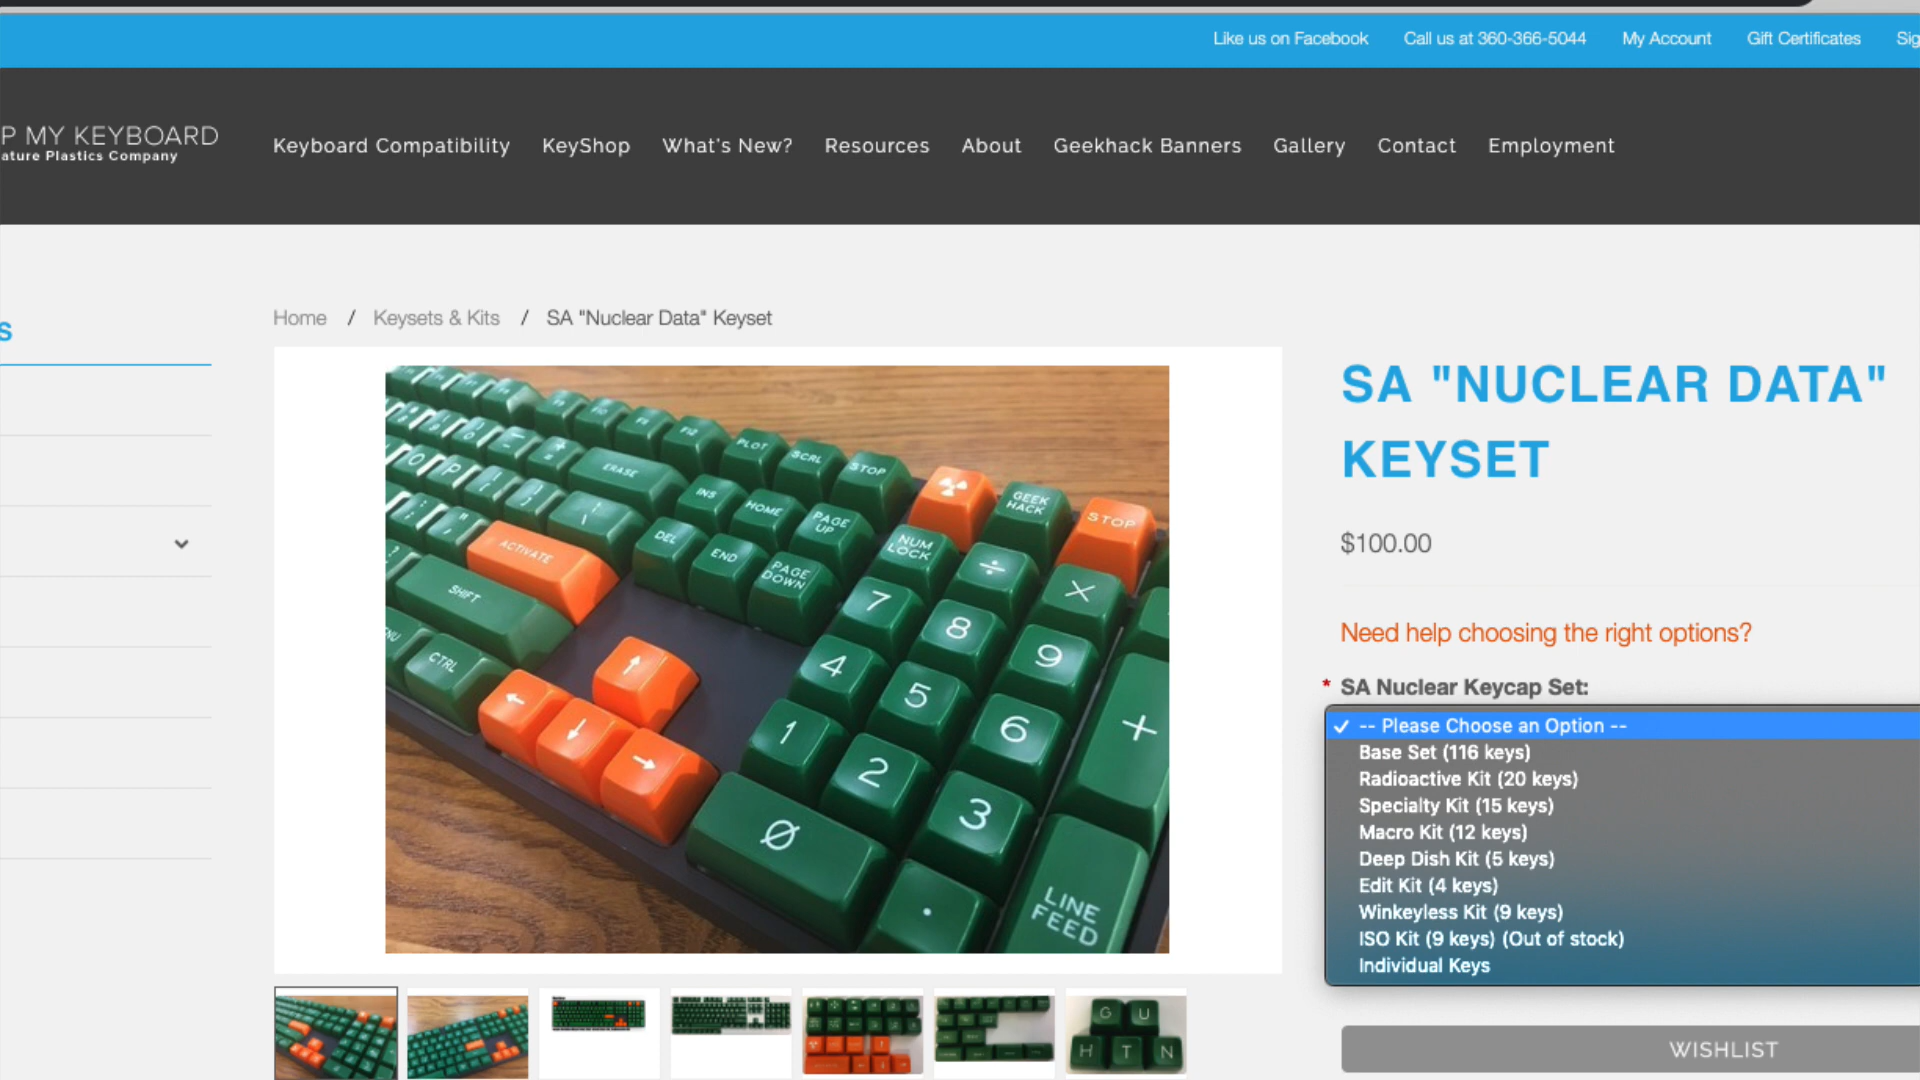 Like us on Facebook Call us at 360-366-5044 My Account Gift Certificates Sig
P MY KEYBOARD
ature Plastics Company
Keyboard Compatibility KeyShop What's New? Resources About Geekhack Banners Gallery Contact Employment
S
Home / Keysets & Kits / SA "Nuclear Data" Keyset
SA "NUCLEAR DATA"
KEYSET
$100.00
Need help choosing the right options?
* SA Nuclear Keycap Set:
-- Please Choose an Option --
Base Set (116 keys)
Radioactive Kit (20 keys)
Specialty Kit (15 keys)
Macro Kit (12 keys)
Deep Dish Kit (5 keys)
Edit Kit (4 keys)
Winkeyless Kit (9 keys)
ISO Kit (9 keys) (Out of stock)
Individual Keys
WISHLIST
F12
PLOT
SCRL
STOP
ERASE
INS
HOME
PAGE
UP
GEEK
HACK
STOP
O
P
DEL
END
PAGE
DOWN
NUM
LOCK
÷
X
ACTIVATE
SHIFT
CTRL
7
8
9
4
5
6
+
1
2
3
Ø
.
LINE
FEED
G U
H T N